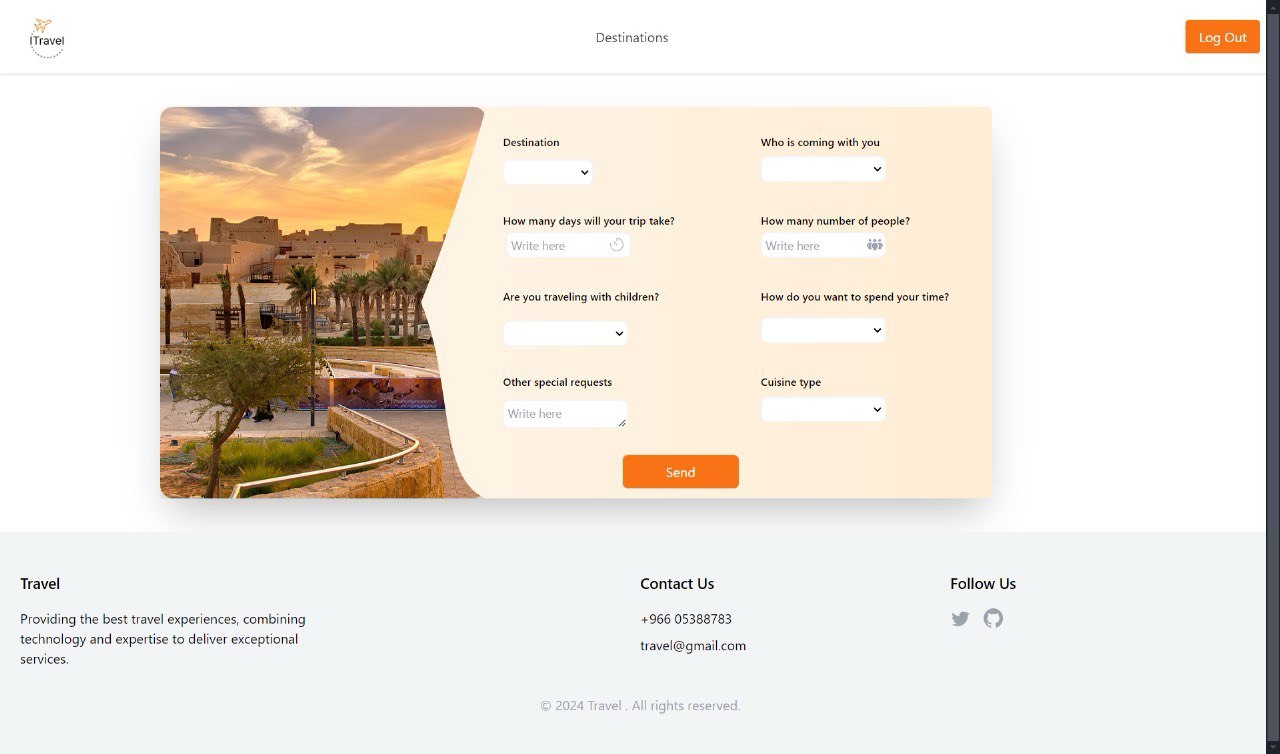 ITravel
Destinations
Log Out
Destination
Who is coming with you
How many days will your trip take?
How many number of people?
Write here
Write here
Are you traveling with children?
How do you want to spend your time?
Other special requests
Cuisine type
Write here
Send
Travel
Contact Us
Follow Us
Providing the best travel experiences, combining
technology and expertise to deliver exceptional
services.
+966 05388783
travel@gmail.com
© 2024 Travel . All rights reserved.